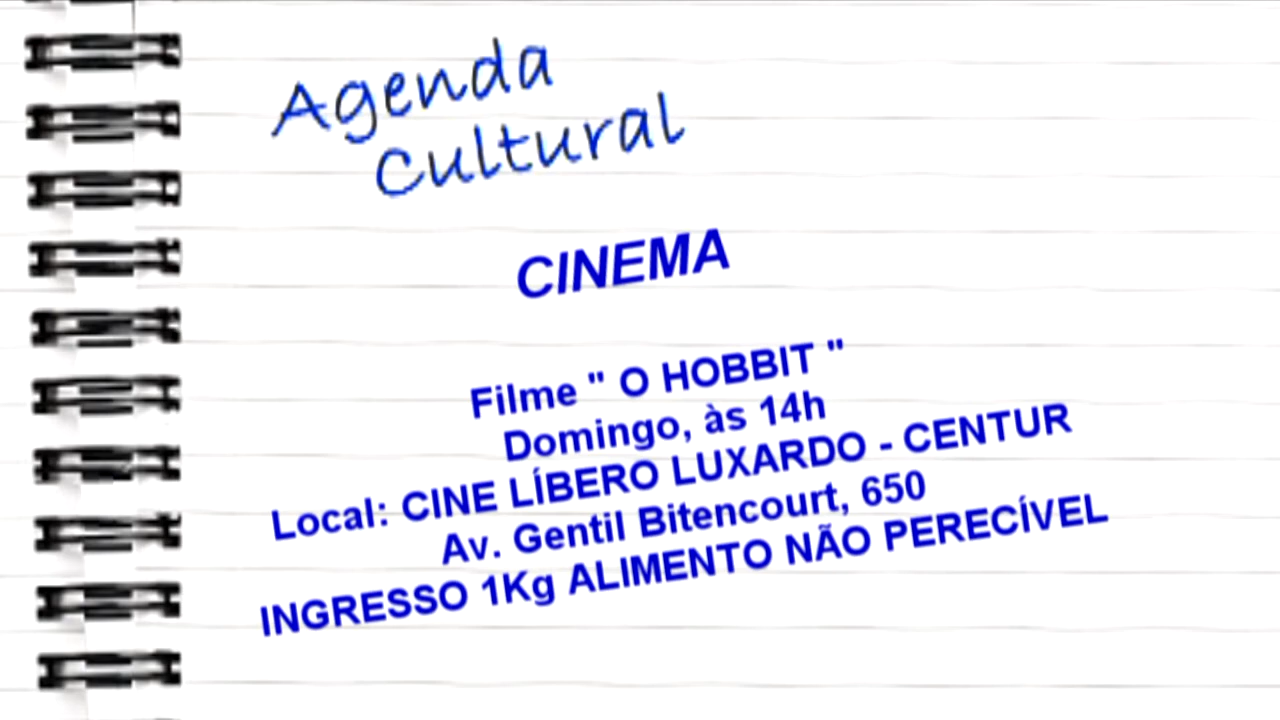 Agenda
Cultural
CINEMA
Filme " O HOBBIT "
Domingo, às 14h
Local: CINE LÍBERO LUXARDO - CENTUR
Av. Gentil Bitencourt, 650
INGRESSO 1Kg ALIMENTO NÃO PERECÍVEL